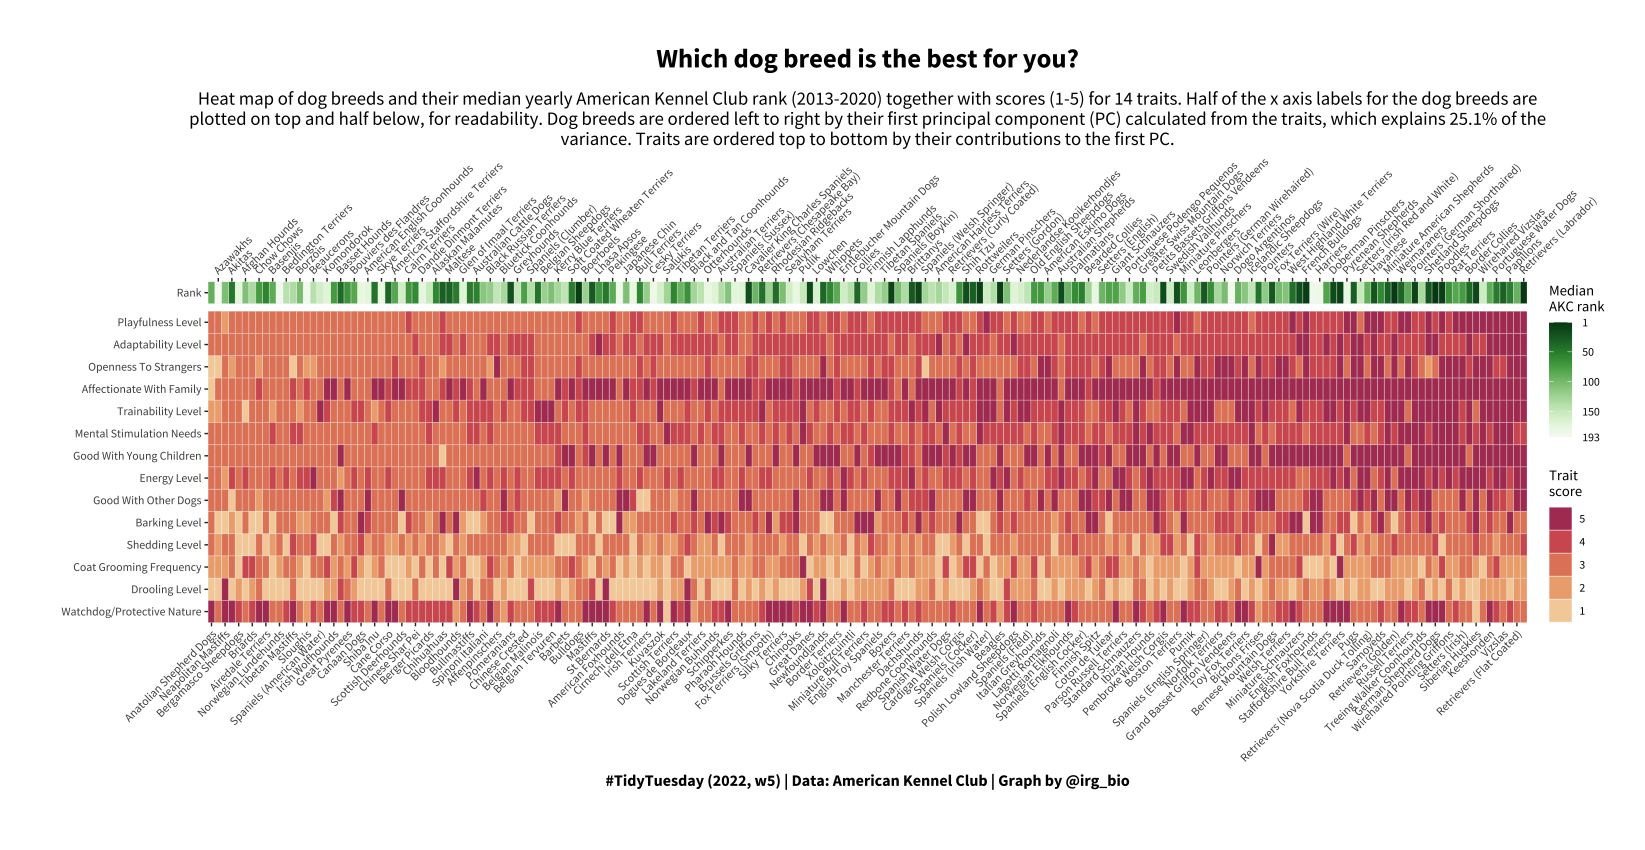 Which dog breed is the best for you?
Heat map of dog breeds and their median yearly American Kennel Club rank (2013-2020) together with scores (1-5) for 14 traits. Half of the x axis labels for the dog breeds are
plotted on top and half below, for readability. Dog breeds are ordered left to right by their first principal component (PC) calculated from the traits, which explains 25.1% of the
variance. Traits are ordered top to bottom by their contributions to the first PC.
Azawakhs
Akitas
Afghan Hounds
Chow Chows
Basenjis
Bedlington Terriers
Borzois
Beaucerons
Komondorok
Basset Hounds
Bouviers des Flandres
American English Coonhounds
Skye Terriers
American Staffordshire Terriers
Cairn Terriers
Dandie Dinmont Terriers
Alaskan Malamutes
Maltese
Glen of Imaal Terriers
Australian Cattle Dogs
Black Russian Terriers
Bluetick Coonhounds
Greyhounds
Spaniels (Clumber)
Belgian Sheepdogs
Kerry Blue Terriers
Soft Coated Wheaten Terriers
Boerboels
Lhasa Apsos
Pekingese
Japanese Chin
Bull Terriers
Cesky Terriers
Salukis
Tibetan Terriers
Black and Tan Coonhounds
Otterhounds
Australian Terriers
Spaniels (Sussex)
Cavalier King Charles Spaniels
Retrievers (Chesapeake Bay)
Rhodesian Ridgebacks
Sealyham Terriers
Pulik
Lowchen
Whippets
Entlebucher Mountain Dogs
Collies
Finnish Lapphunds
Tibetan Spaniels
Spaniels (Boykin)
Brittanys
Spaniels (Welsh Springer)
American Hairless Terriers
Retrievers (Curly Coated)
Shih Tzu
Rottweilers
German Pinschers
Setters (Gordon)
Nederlandse Kooikerhondjes
Old English Sheepdogs
American Eskimo Dogs
Australian Shepherds
Dalmatians
Bearded Collies
Setters (English)
Giant Schnauzers
Portuguese Podengo Pequenos
Greater Swiss Mountain Dogs
Petits Bassets Griffons Vendeens
Swedish Vallhunds
Miniature Pinschers
Leonbergers
Norwich Terriers
Pointers (German Wirehaired)
Dogo Argentinos
Icelandic Sheepdogs
Pointers
Fox Terriers (Wire)
West Highland White Terriers
French Bulldogs
Harriers
Doberman Pinschers
Pyrenean Shepherds
Setters (Irish Red and White)
Havanese
Miniature American Shepherds
Weimaraners
Pointers (German Shorthaired)
Shetland Sheepdogs
Poodles
Rat Terriers
Border Collies
Wirehaired Vizslas
Papillons
Portuguese Water Dogs
Retrievers (Labrador)
Rank
Playfulness Level
Adaptability Level
Openness To Strangers
Affectionate With Family
Trainability Level
Mental Stimulation Needs
Good With Young Children
Energy Level
Good With Other Dogs
Barking Level
Shedding Level
Coat Grooming Frequency
Drooling Level
Watchdog/Protective Nature
Median
AKC rank
1
50
100
150
193
Trait
score
5
4
3
2
1
Anatolian Shepherd Dogs
Mastiffs
Neapolitan Mastiffs
Bergamasco Sheepdogs
Briards
Airedale Terriers
Norwegian Lundehunds
Tibetan Mastiffs
Sloughis
Spaniels (American Water)
Irish Wolfhounds
Great Pyrenees
Canaan Dogs
Shiba Inu
Cane Corso
Scottish Deerhounds
Chinese Shar-Pei
Berger Picards
Chihuahuas
Bloodhounds
Bullmastiffs
Spinoni Italiani
Affenpinschers
Pomeranians
Chinese Crested
Belgian Malinois
Belgian Tervuren
Barbets
Bulldogs
St. Bernards
American Foxhounds
Cirnechi dell Etna
Irish Terriers
Kuvaszok
Scottish Terriers
Dogues de Bordeaux
Lakeland Terriers
Norwegian Buhunds
Schipperkes
Pharaoh Hounds
Brussels Griffons
Fox Terriers (Smooth)
Silky Terriers
Chinooks
Great Danes
Newfoundlands
Border Terriers
Xoloitzcuintli
Miniature Bull Terriers
English Toy Spaniels
Boxers
Manchester Terriers
Dachshunds
Redbone Coonhounds
Spanish Water Dogs
Cardigan Welsh Corgis
Spaniels (Cocker)
Spaniels (Irish Water)
Beagles
Polish Lowland Sheepdogs
Spaniels (Field)
Italian Greyhounds
Lagotti Romagnoli
Norwegian Elkhounds
Spaniels (English Cocker)
Finnish Spitz
Cotons de Tulear
Parson Russell Terriers
Standard Schnauzers
Ibizan Hounds
Pembroke Welsh Corgis
Boston Terriers
Pumik
Spaniels (English Springer)
Norfolk Terriers
Grand Basset Griffon Vendeens
Toy Fox Terriers
Bichons Frises
Bernese Mountain Dogs
Welsh Terriers
Miniature Schnauzers
English Foxhounds
Staffordshire Bull Terriers
Yorkshire Terriers
Pugs
Retrievers (Nova Scotia Duck Tolling)
Samoyeds
Retrievers (Golden)
Russell Terriers
Treeing Walker Coonhounds
German Shepherd Dogs
Wirehaired Pointing Griffons
Setters (Irish)
Siberian Huskies
Keeshonden
Vizslas
Retrievers (Flat Coated)
#TidyTuesday (2022, w5) | Data: American Kennel Club | Graph by @irg_bio